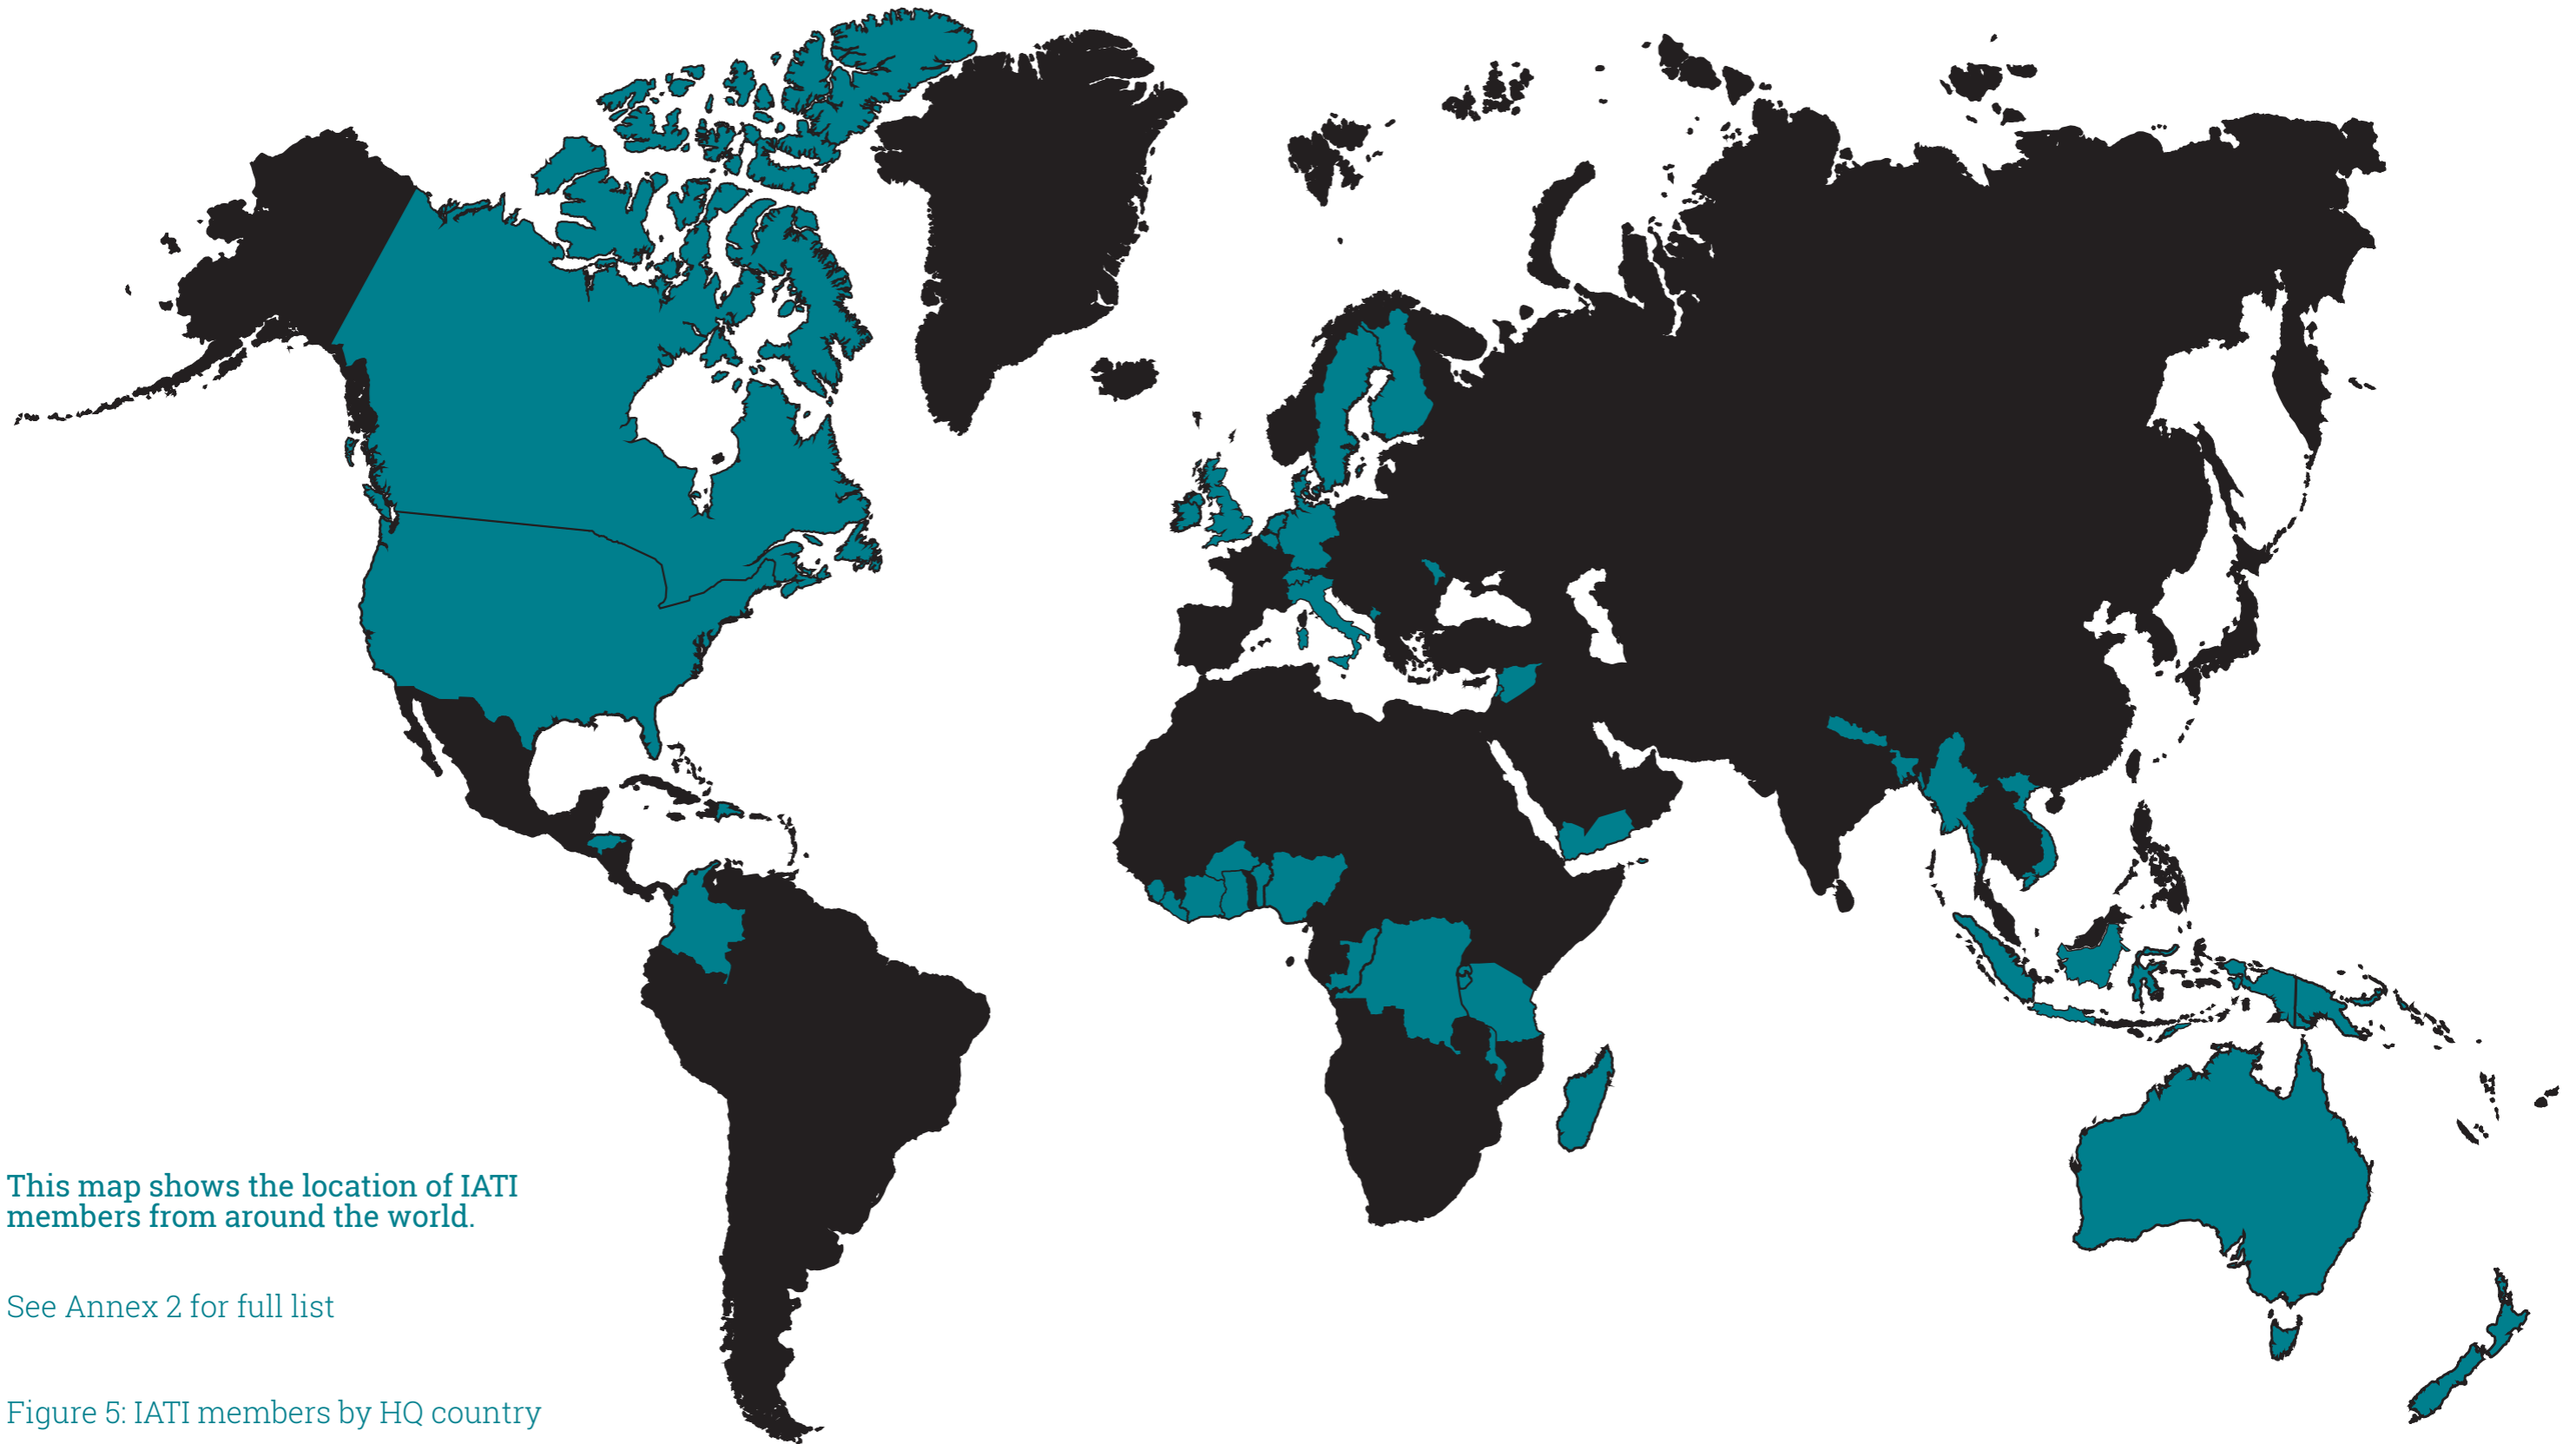 This map shows the location of IATI
members from around the world.
See Annex 2 for full list
Figure 5: IATI members by HQ country